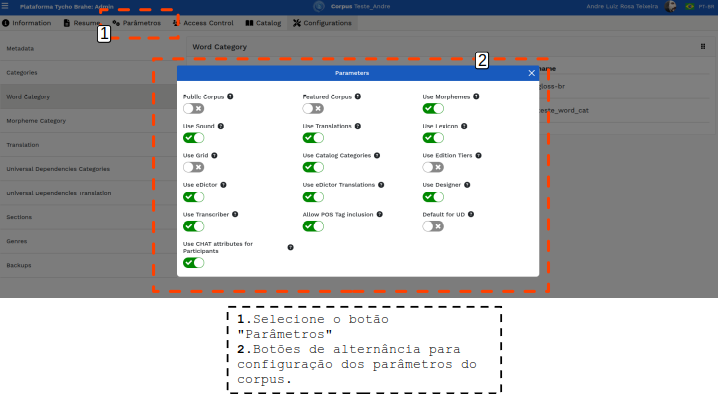 Plataforma Tycho Brahe: Admin
Corpus Teste_Andre
Andre Luiz Rosa Teixeira
PT-BR
Information
Resume
Parâmetros
Access Control
Catalog
Configurations
1
Metadata
Categories
Word Category
Morpheme Category
Translation
Universal Dependencies Categories
Universal Dependencies Translation
Sections
Genres
Backups
Word Category
2
name
gloss-br
teste_word_cat
Parameters
Public Corpus
Featured Corpus
Use Morphemes
Use Sound
Use Translations
Use Lexicon
Use Grid
Use Catalog Categories
Use Edition Tiers
Use eDictor
Use eDictor Translations
Use Designer
Use Transcriber
Allow POS Tag inclusion
Default for UD
Use CHAT attributes for
Participants
1.Selecione o botão
"Parâmetros"
2.Botões de alternância para
configuração dos parâmetros do
corpus.